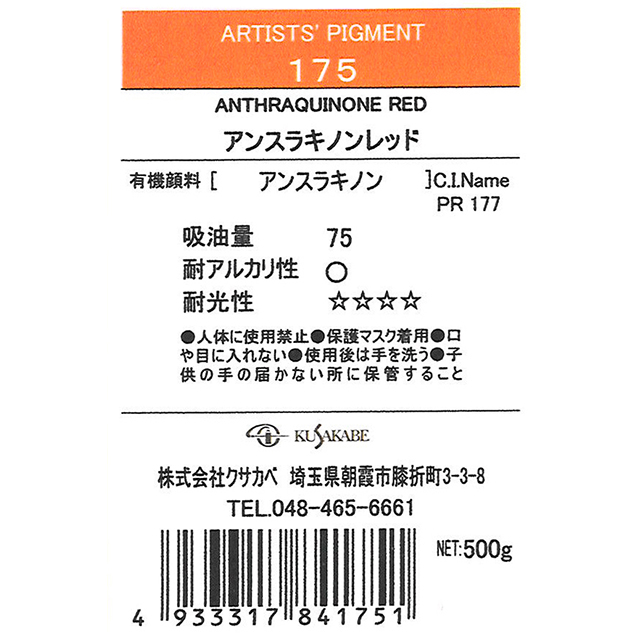 ARTISTS' PIGMENT
175
ANTHRAQUINONE RED
アンスラキノンレッド
有機顔料 [ アンスラキノン ]C.I.Name
PR 177
吸油量 75
耐アルカリ性 ○
耐光性 ☆☆☆☆
●人体に使用禁止●保護マスク着用●口
や目に入れない●使用後は手を洗う●子
供の手の届かない所に保管すること
KUSAKABE
株式会社クサカベ 埼玉県朝霞市膝折町3-3-8
TEL.048-465-6661
NET:500g
4 933317 841751